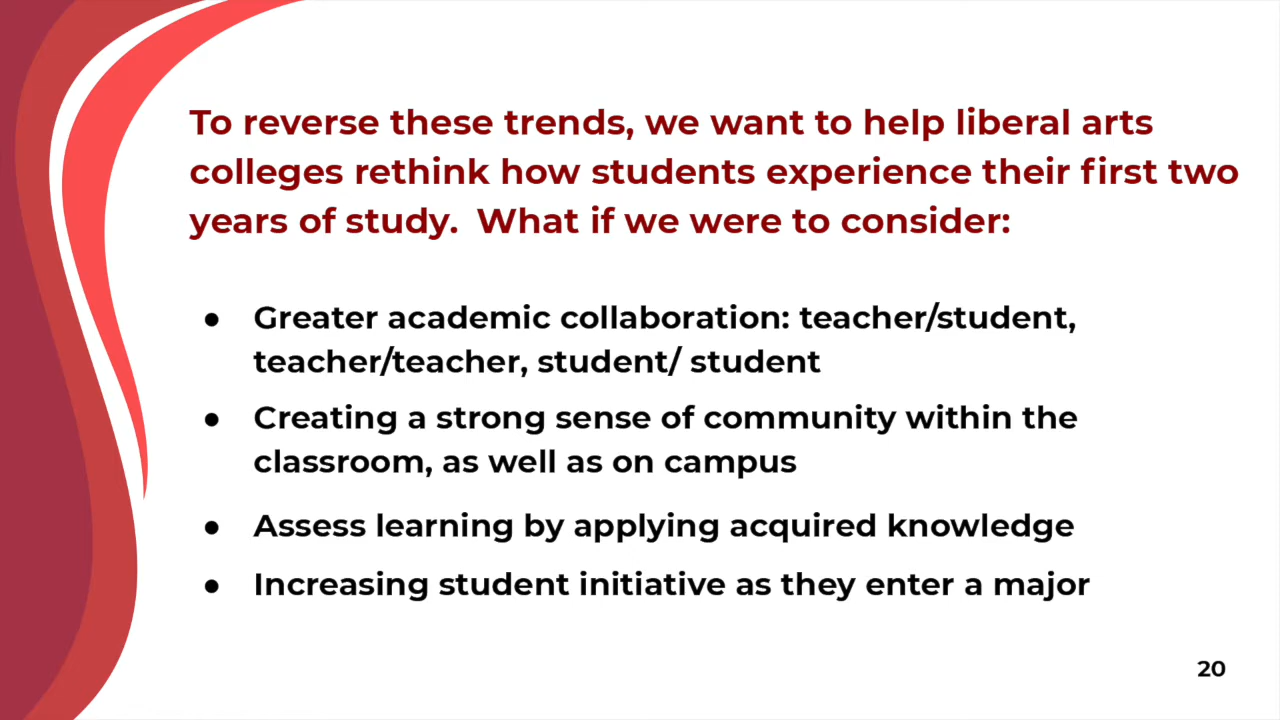 To reverse these trends, we want to help liberal arts
colleges rethink how students experience their first two
years of study.  What if we were to consider:
● Greater academic collaboration: teacher/student,
teacher/teacher, student/ student
● Creating a strong sense of community within the
classroom, as well as on campus
● Assess learning by applying acquired knowledge
● Increasing student initiative as they enter a major
20